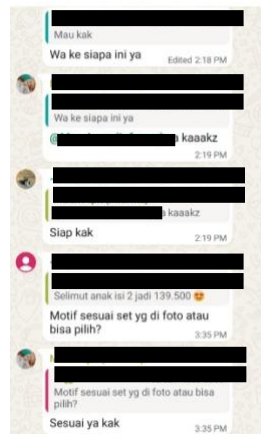 Mau kak
Wa ke siapa ini ya
Edited 2:18 PM
Wa ke siapa ini ya
@ a kaaakz
2:19 PM
a kaaakz
Siap kak
2:19 PM
Selimut anak isi 2 jadi 139.500 😍
Motif sesuai set yg di foto atau
bisa pilih?
3:35 PM
Motif sesuai set yg di foto atau bisa
pilih?
Sesuai ya kak
3:35 PM